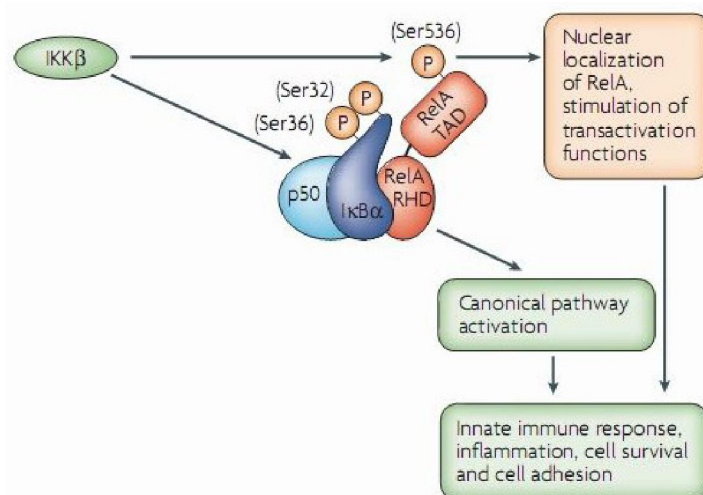 IKKβ
(Ser536)
P
(Ser32)
P
(Ser36)
P
RelA
TAD
p50
IκBα
RelA
RHD
Nuclear
localization
of RelA,
stimulation of
transactivation
functions
Canonical pathway
activation
Innate immune response,
inflammation, cell survival
and cell adhesion